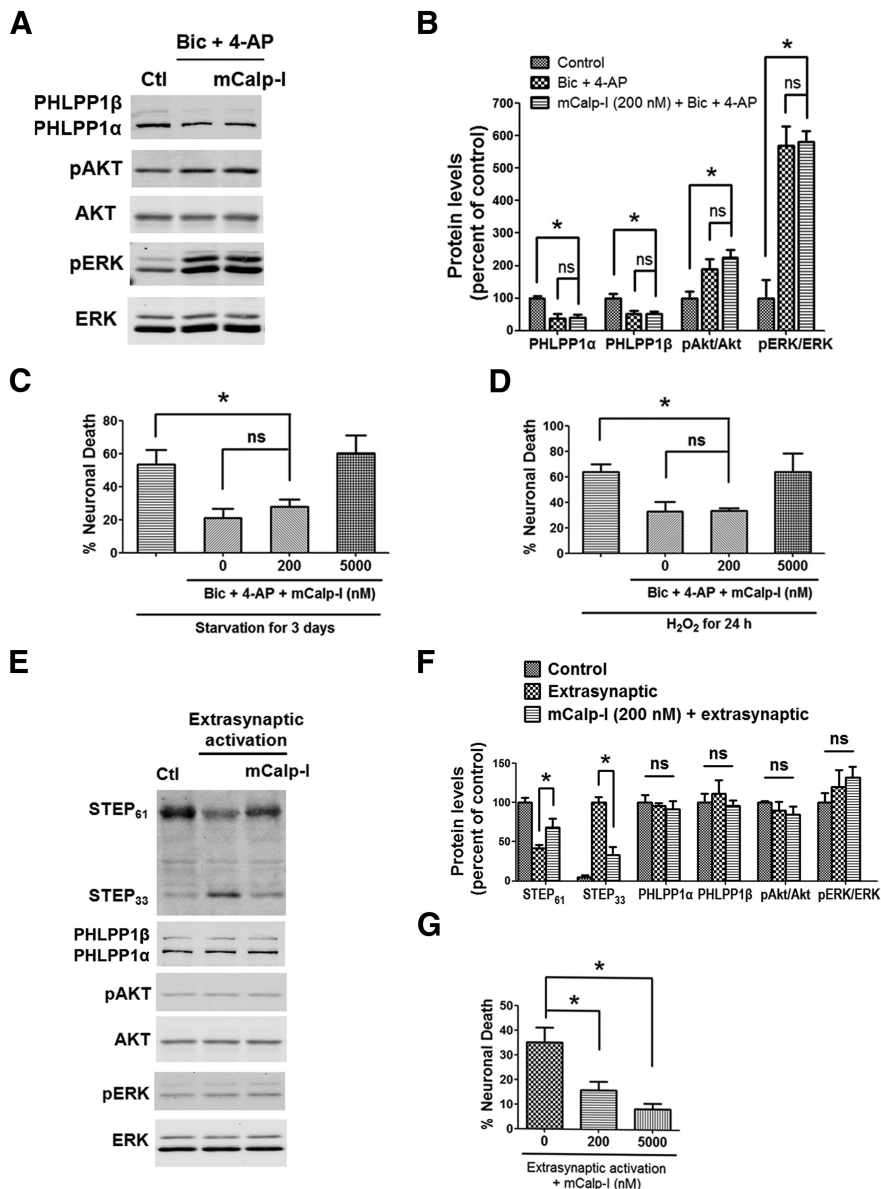 A
Bic + 4-AP
Ctl mCalp-I
PHLPP1β
PHLPP1α
pAKT
AKT
pERK
ERK
B
Control
Bic + 4-AP
mCalp-I (200 nM) + Bic + 4-AP
Protein levels
(percent of control)
700
600
500
400
300
200
100
0
* ns
* ns
* ns
* ns
PHLPP1α PHLPP1β pAkt/Akt pERK/ERK
C
% Neuronal Death
80
60
40
20
0
*
ns
0 200 5000
Bic + 4-AP + mCalp-I (nM)
Starvation for 3 days
D
% Neuronal Death
100
80
60
40
20
0
*
ns
0 200 5000
Bic + 4-AP + mCalp-I (nM)
H₂O₂ for 24 h
E
Extrasynaptic
activation
Ctl mCalp-I
STEP₆₁
STEP₃₃
PHLPP1β
PHLPP1α
pAKT
AKT
pERK
ERK
F
Control
Extrasynaptic
mCalp-I (200 nM) + extrasynaptic
Protein levels
(percent of control)
150
100
50
0
* * ns ns ns ns
STEP₆₁ STEP₃₃ PHLPP1α PHLPP1β pAkt/Akt pERK/ERK
G
% Neuronal Death
50
40
30
20
10
0
*
*
0 200 5000
Extrasynaptic activation
+ mCalp-I (nM)